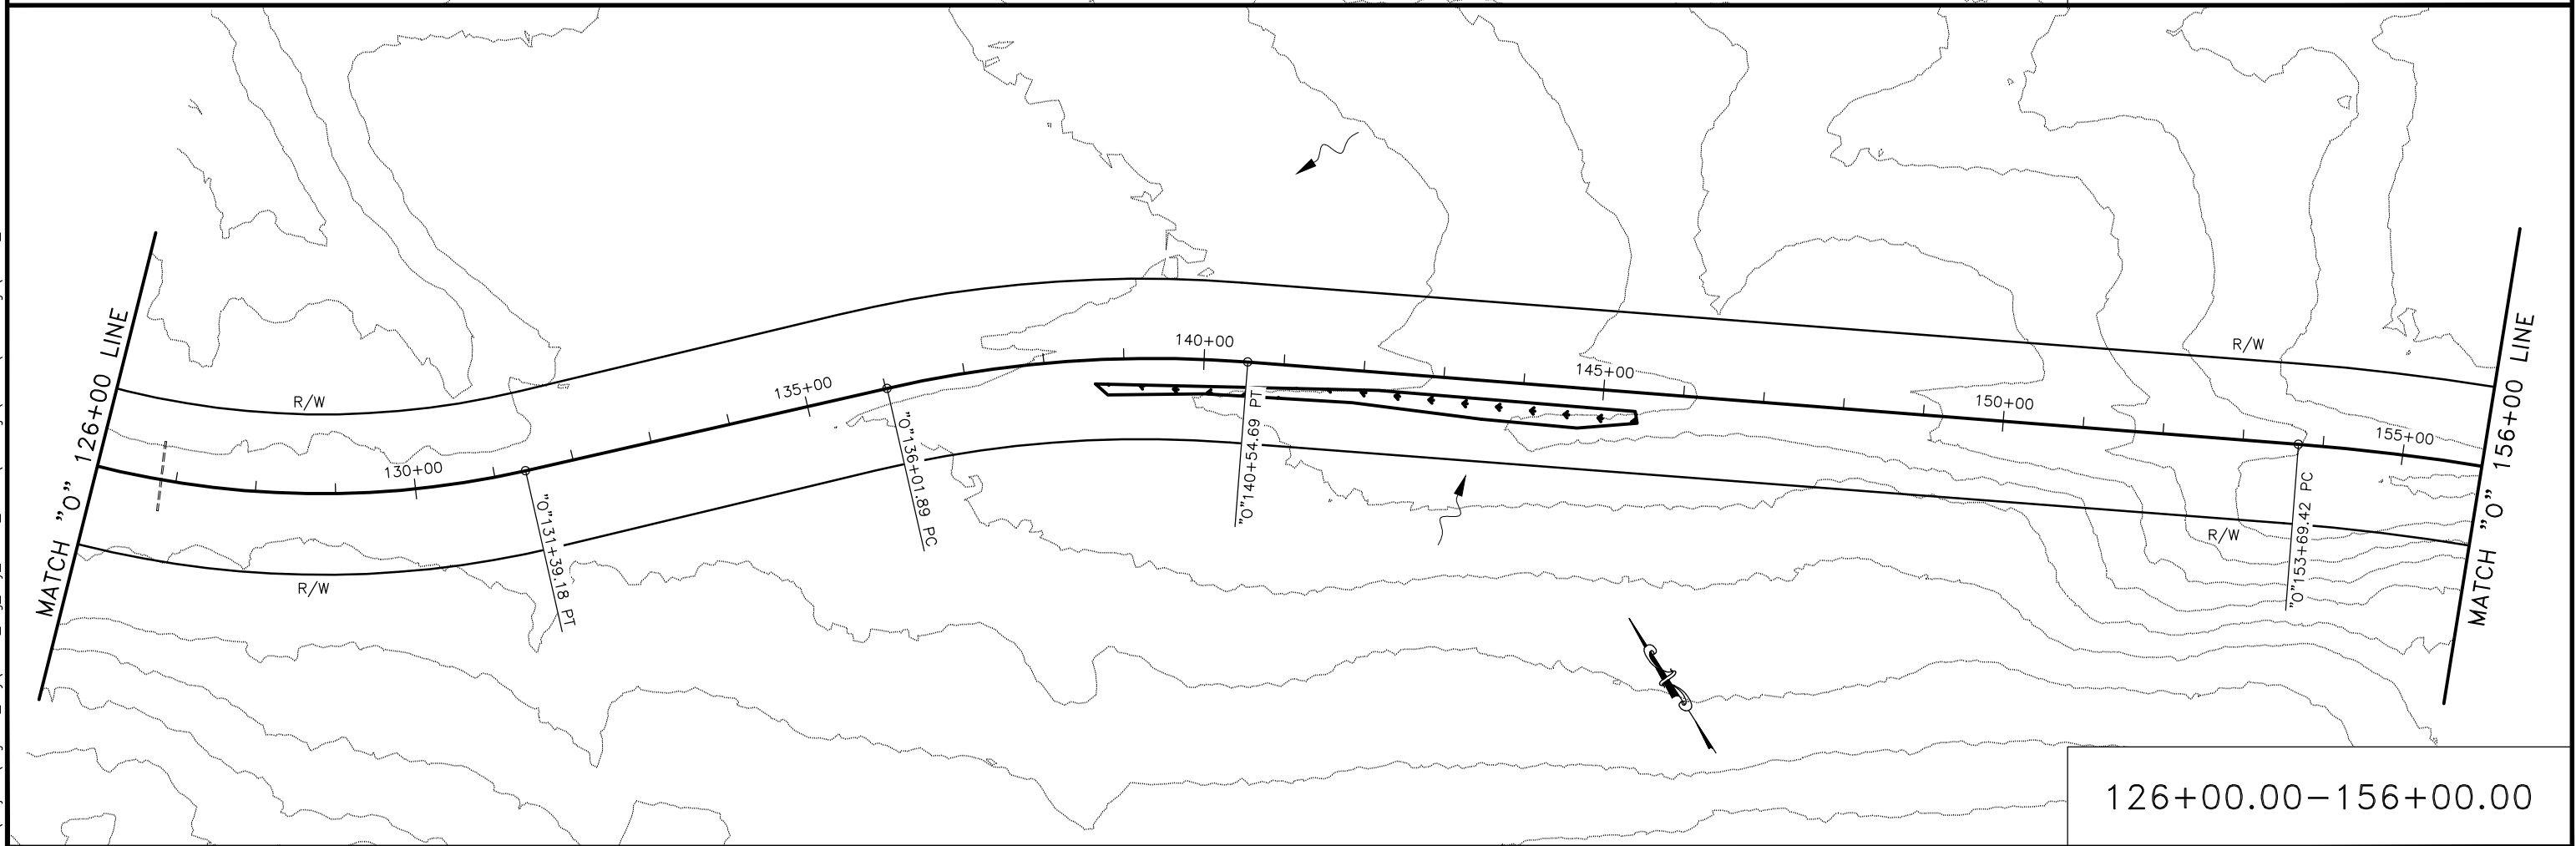 MATCH "O" 126+00 LINE
R/W
130+00
R/W
"O"131+39.18 PT
135+00
"O"136+01.89 PC
140+00
"O"140+54.69 PT
145+00
150+00
R/W
R/W
"O"153+69.42 PC
155+00
MATCH "O" 156+00 LINE
126+00.00-156+00.00